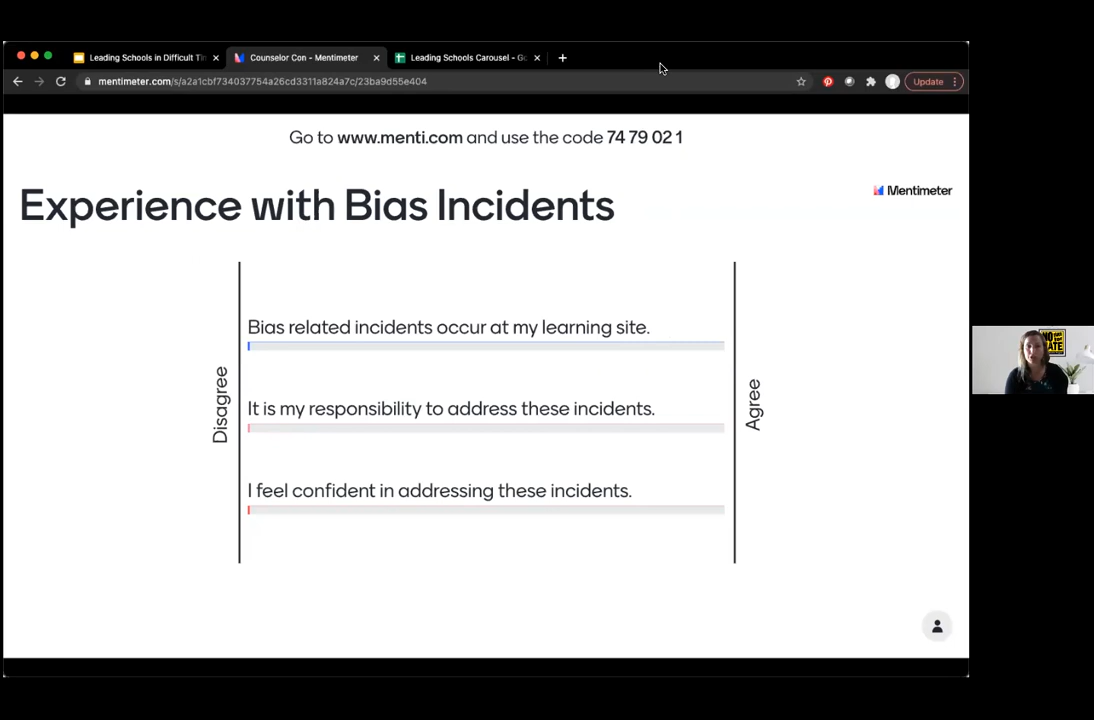 Leading Schools in Difficult Ti
Counselor Con - Mentimeter
Leading Schools Carousel - Go
mentimeter.com/s/a2a1cbf734037754a26cd3311a824a7c/23ba9d55e404
Update
Go to www.menti.com and use the code 74 79 02 1
Experience with Bias Incidents
Mentimeter
Disagree
Bias related incidents occur at my learning site.
It is my responsibility to address these incidents.
I feel confident in addressing these incidents.
Agree
NO